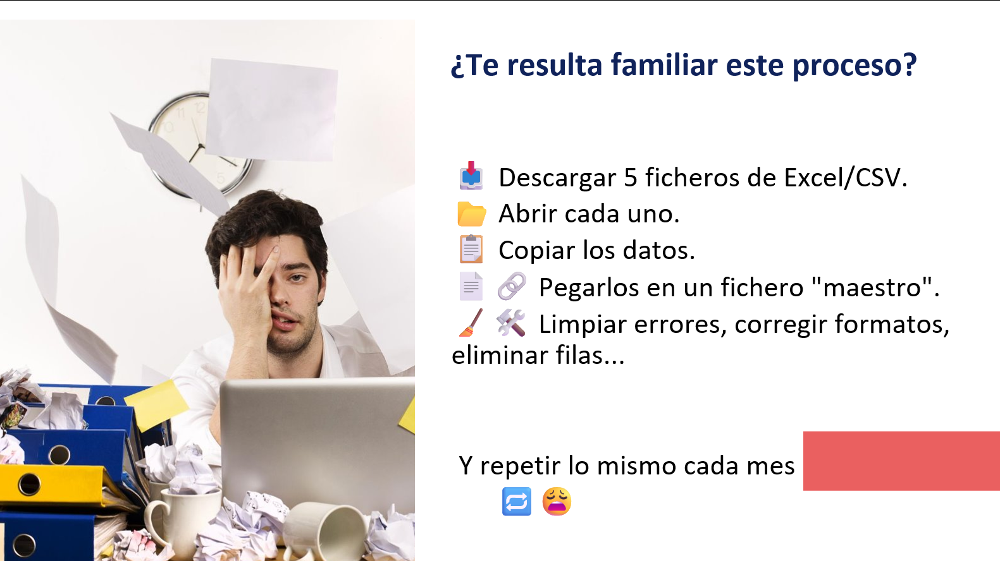 ¿Te resulta familiar este proceso?
📥 Descargar 5 ficheros de Excel/CSV.
📂 Abrir cada uno.
📋 Copiar los datos.
📄 🔗 Pegarlos en un fichero "maestro".
🧹 🛠️ Limpiar errores, corregir formatos,
eliminar filas...
Y repetir lo mismo cada mes
🔁 😩